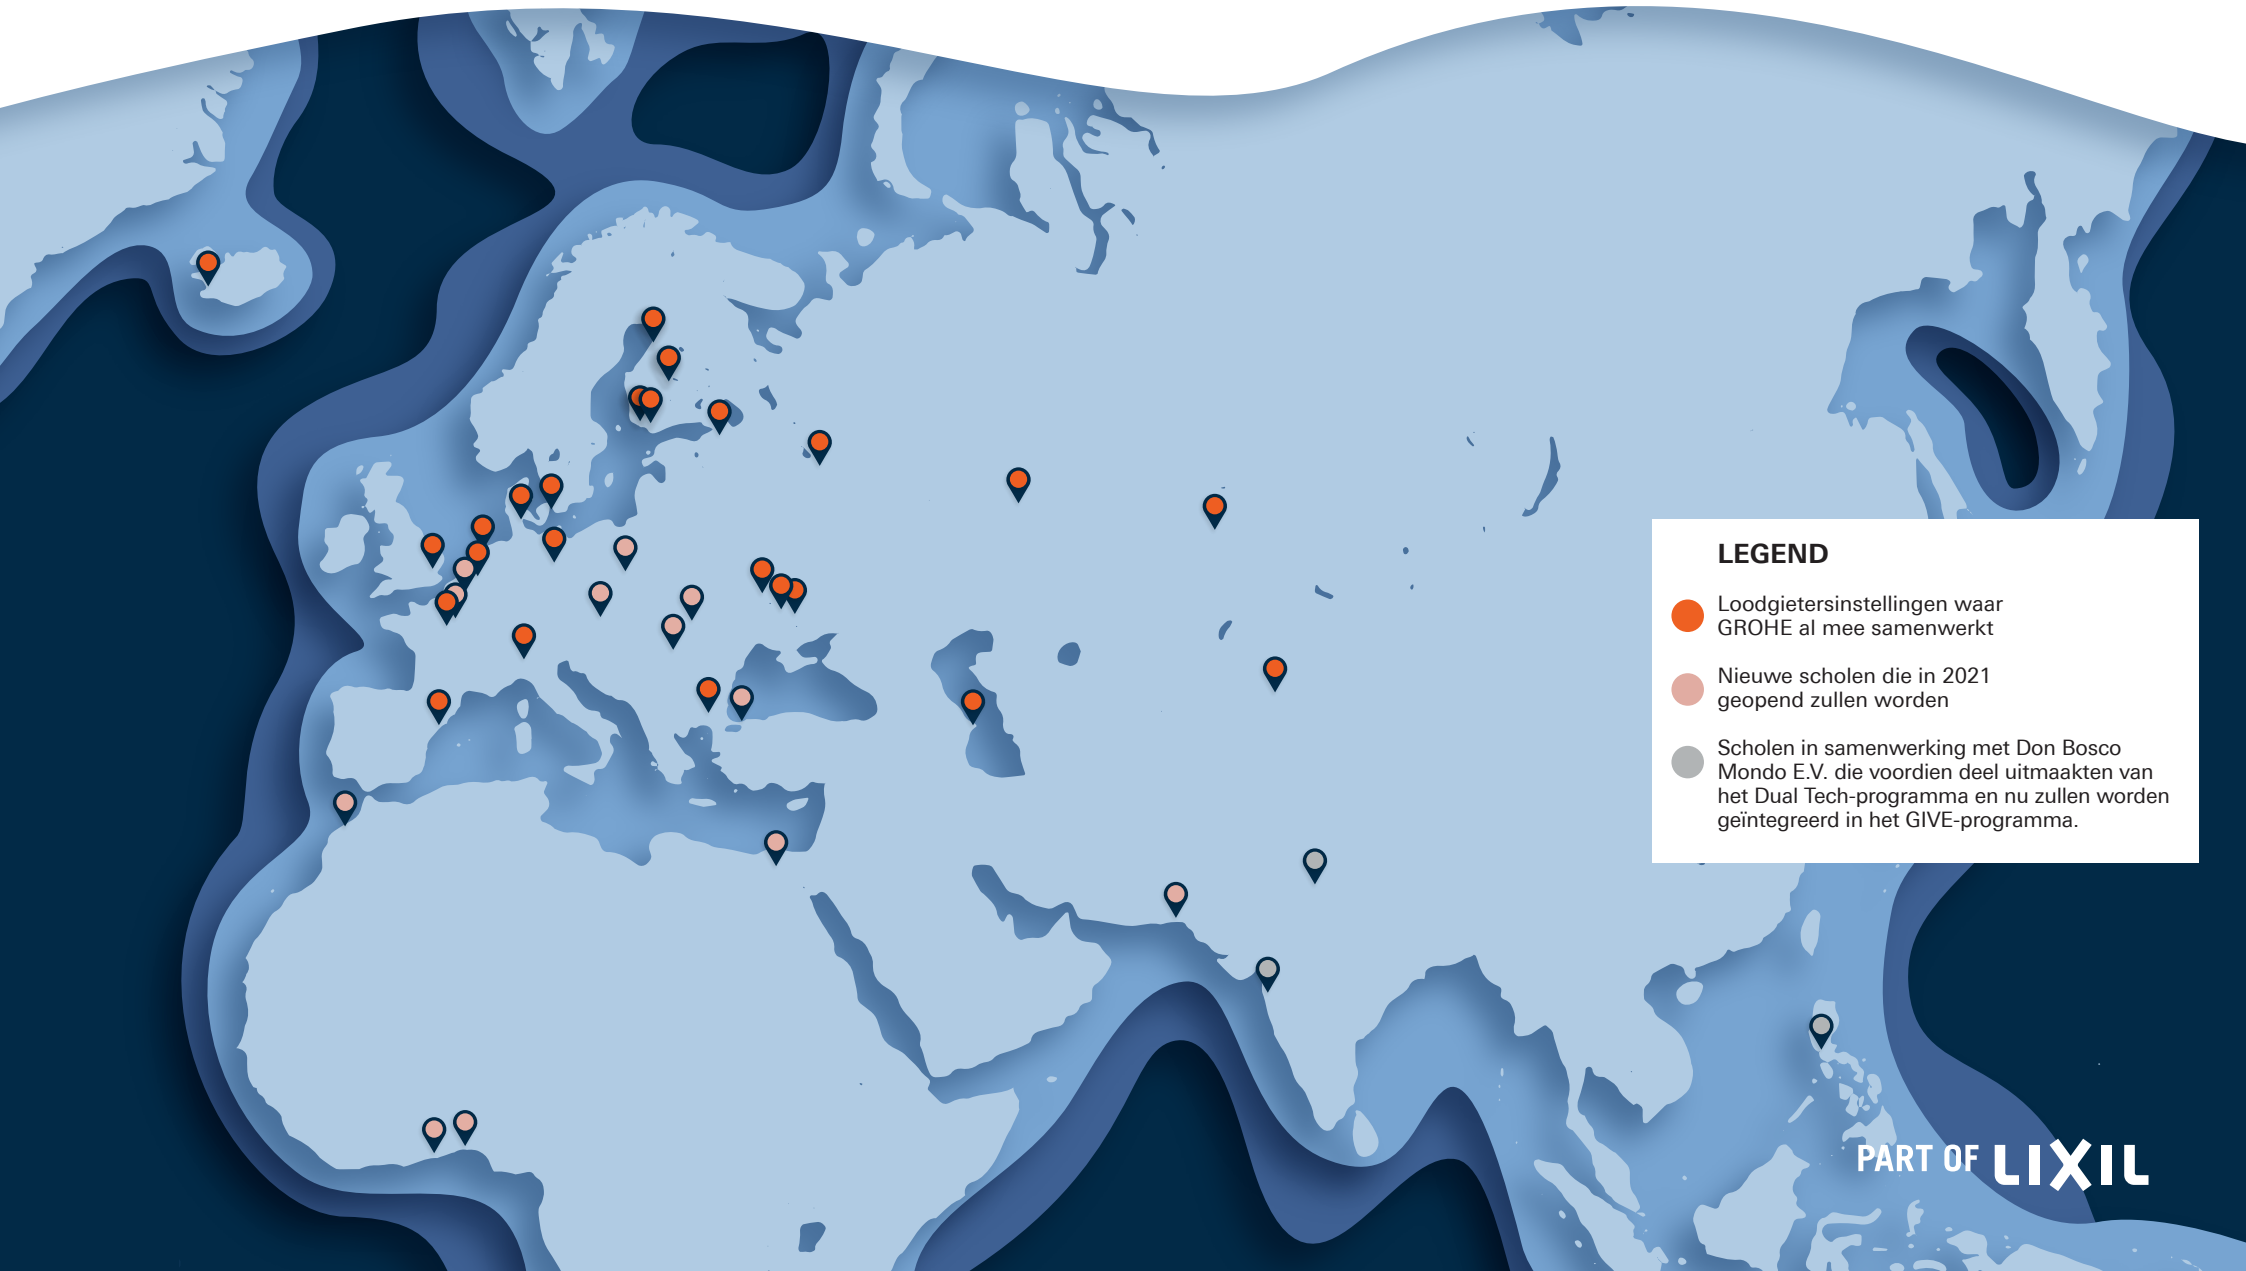 LEGEND
Loodgietersinstellingen waar
GROHE al mee samenwerkt
Nieuwe scholen die in 2021
geopend zullen worden
Scholen in samenwerking met Don Bosco
Mondo E.V. die voordien deel uitmaakten van
het Dual Tech-programma en nu zullen worden
geïntegreerd in het GIVE-programma.
PART OF LIXIL